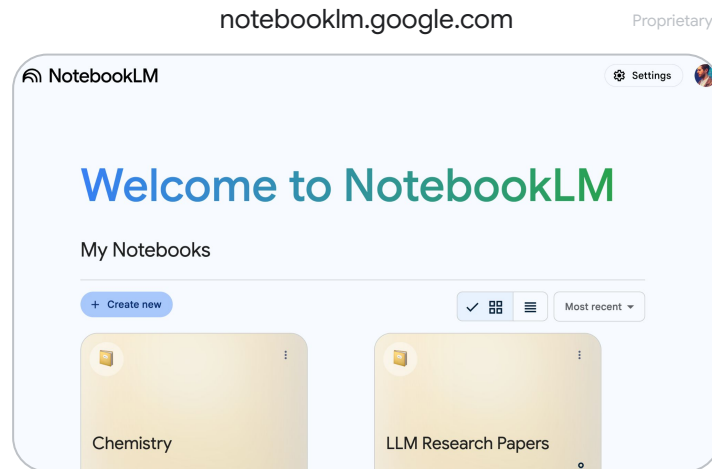 notebooklm.google.com
Proprietary
NotebookLM
Settings
Welcome to NotebookLM
My Notebooks
+ Create new
Most recent
Chemistry
LLM Research Papers